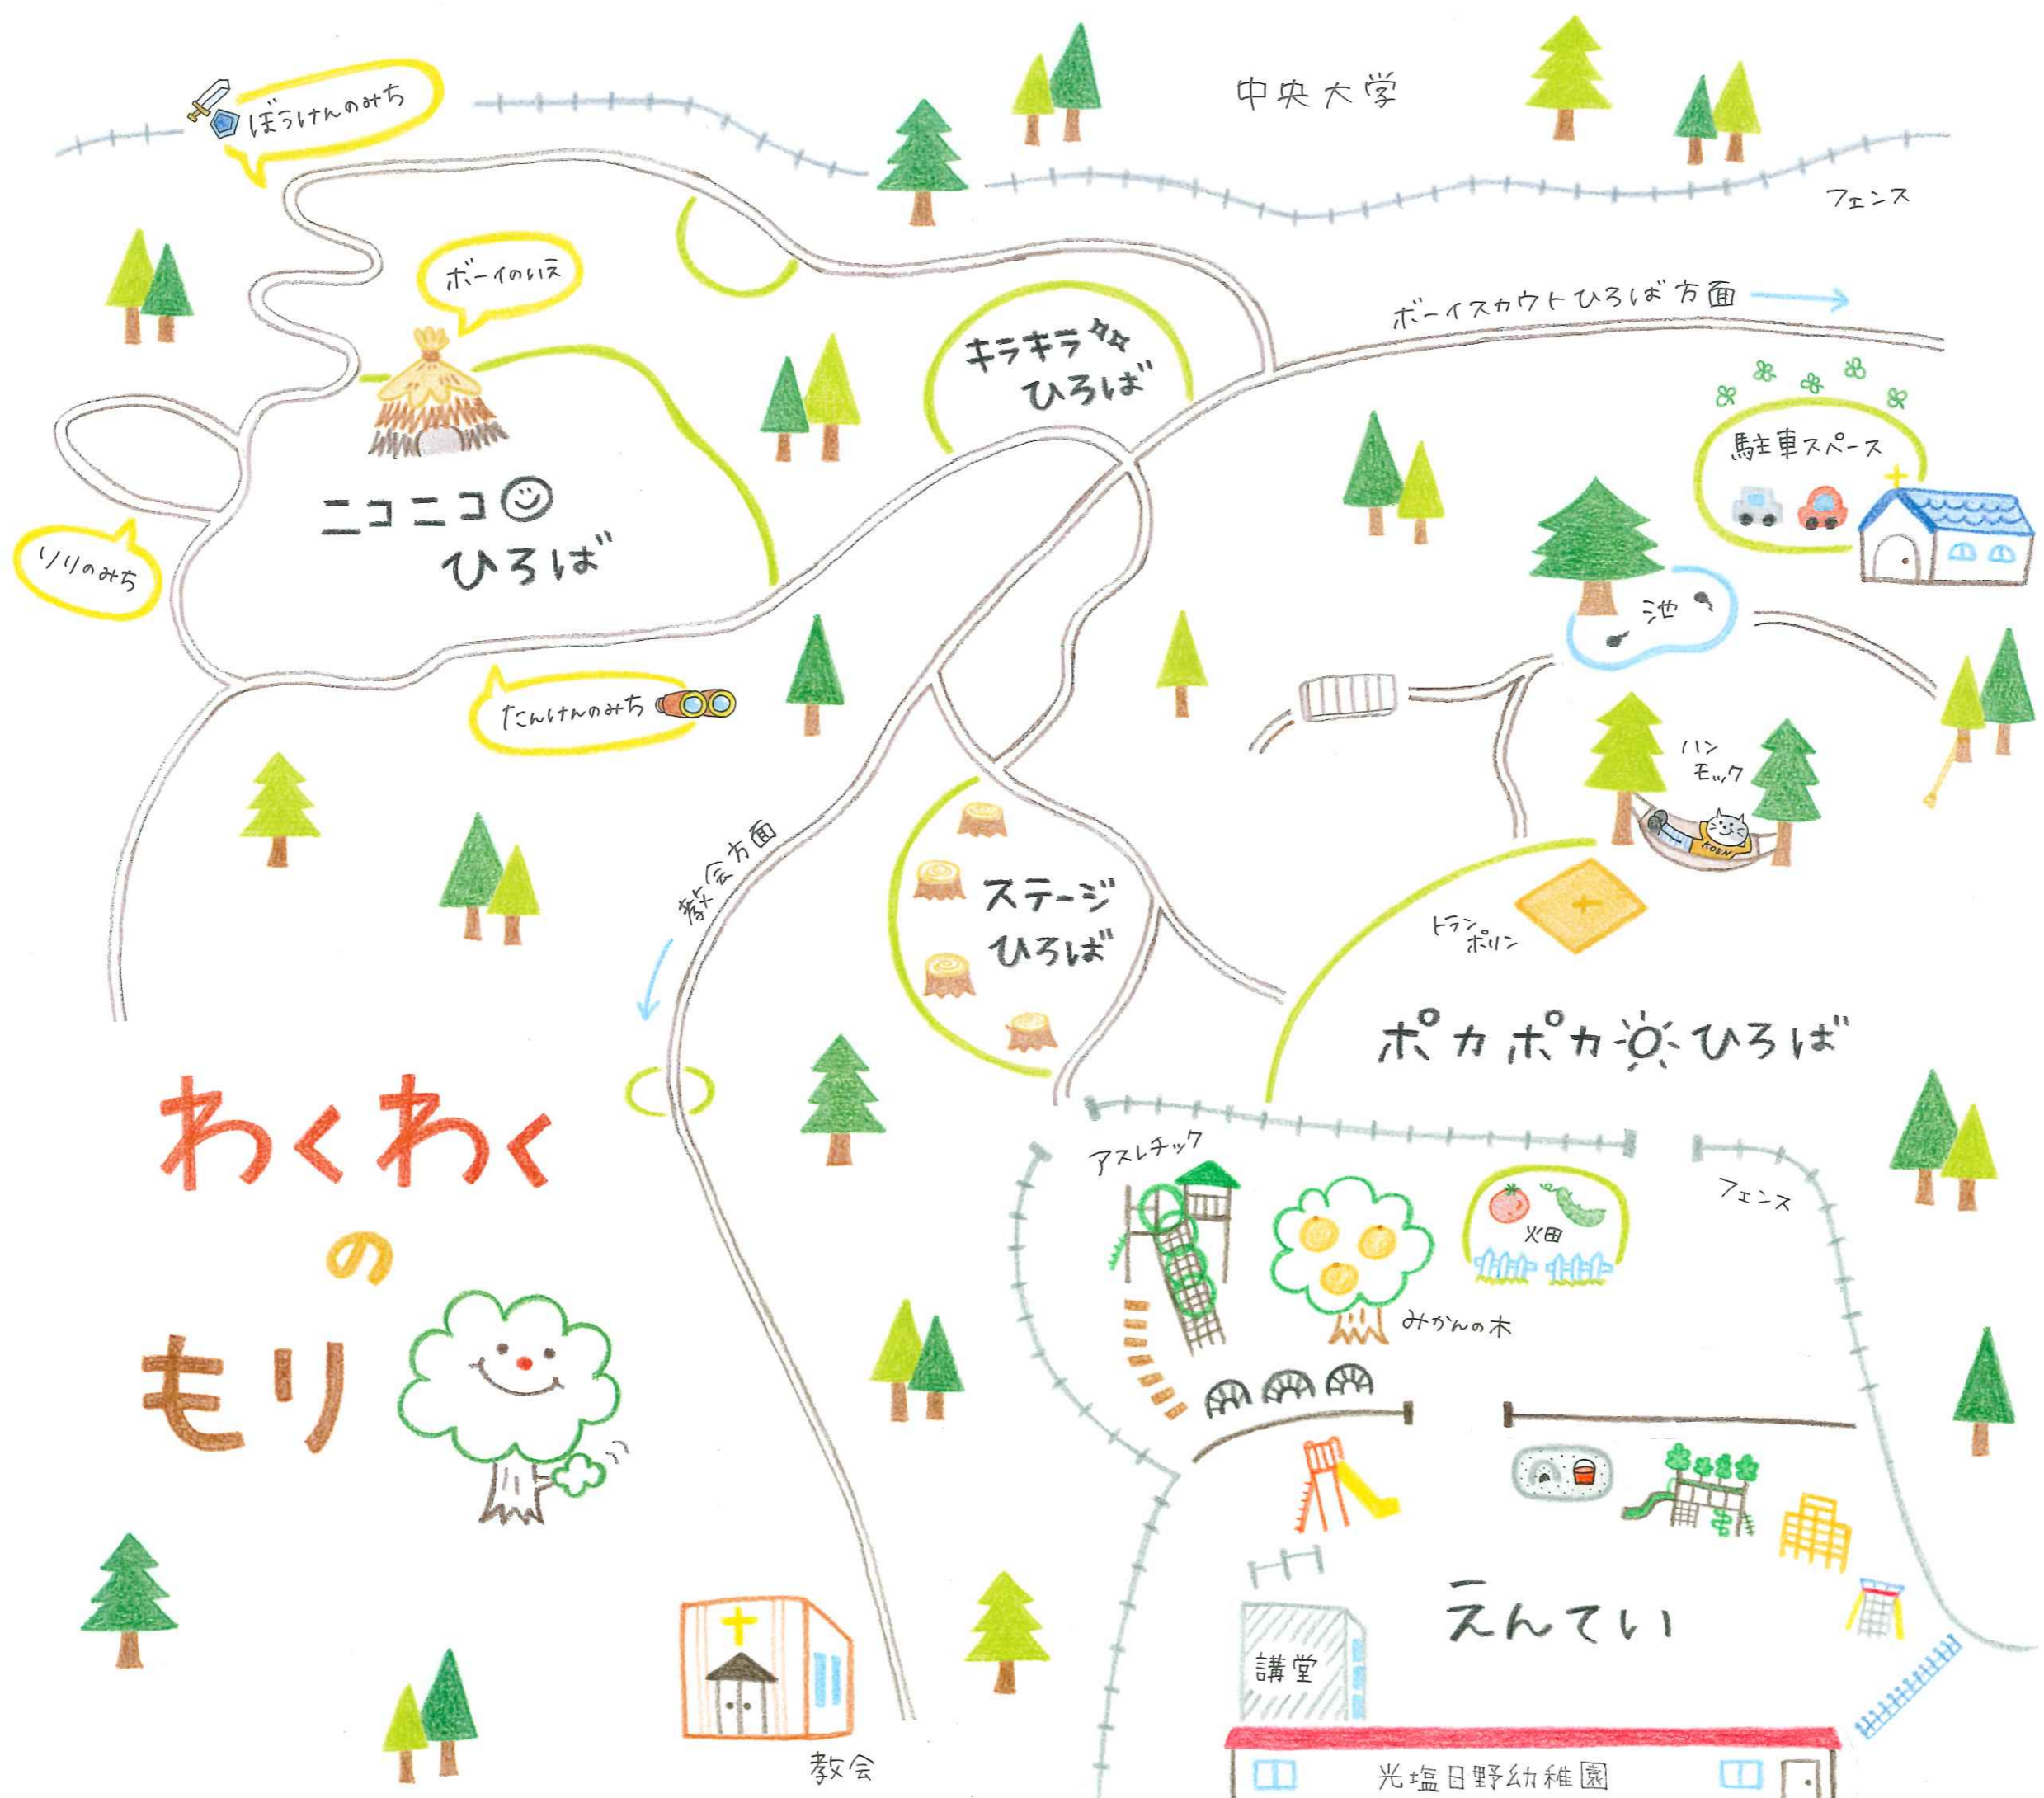 中央大学
ぼうけんのみち
フェンス
ボーイのいえ
ボーイスカウトひろば方面
キラキラ
ひろば
駐車スペース
ニコニコ
ひろば
リリのみち
池
たんけんのみち
ハン
モック
KOEN
教会方面
ステージ
ひろば
トラン
ポリン
ポカポカひろば
わくわく
の
もり
アスレチック
フェンス
畑
みかんの木
えんてい
講堂
教会
光塩日野幼稚園